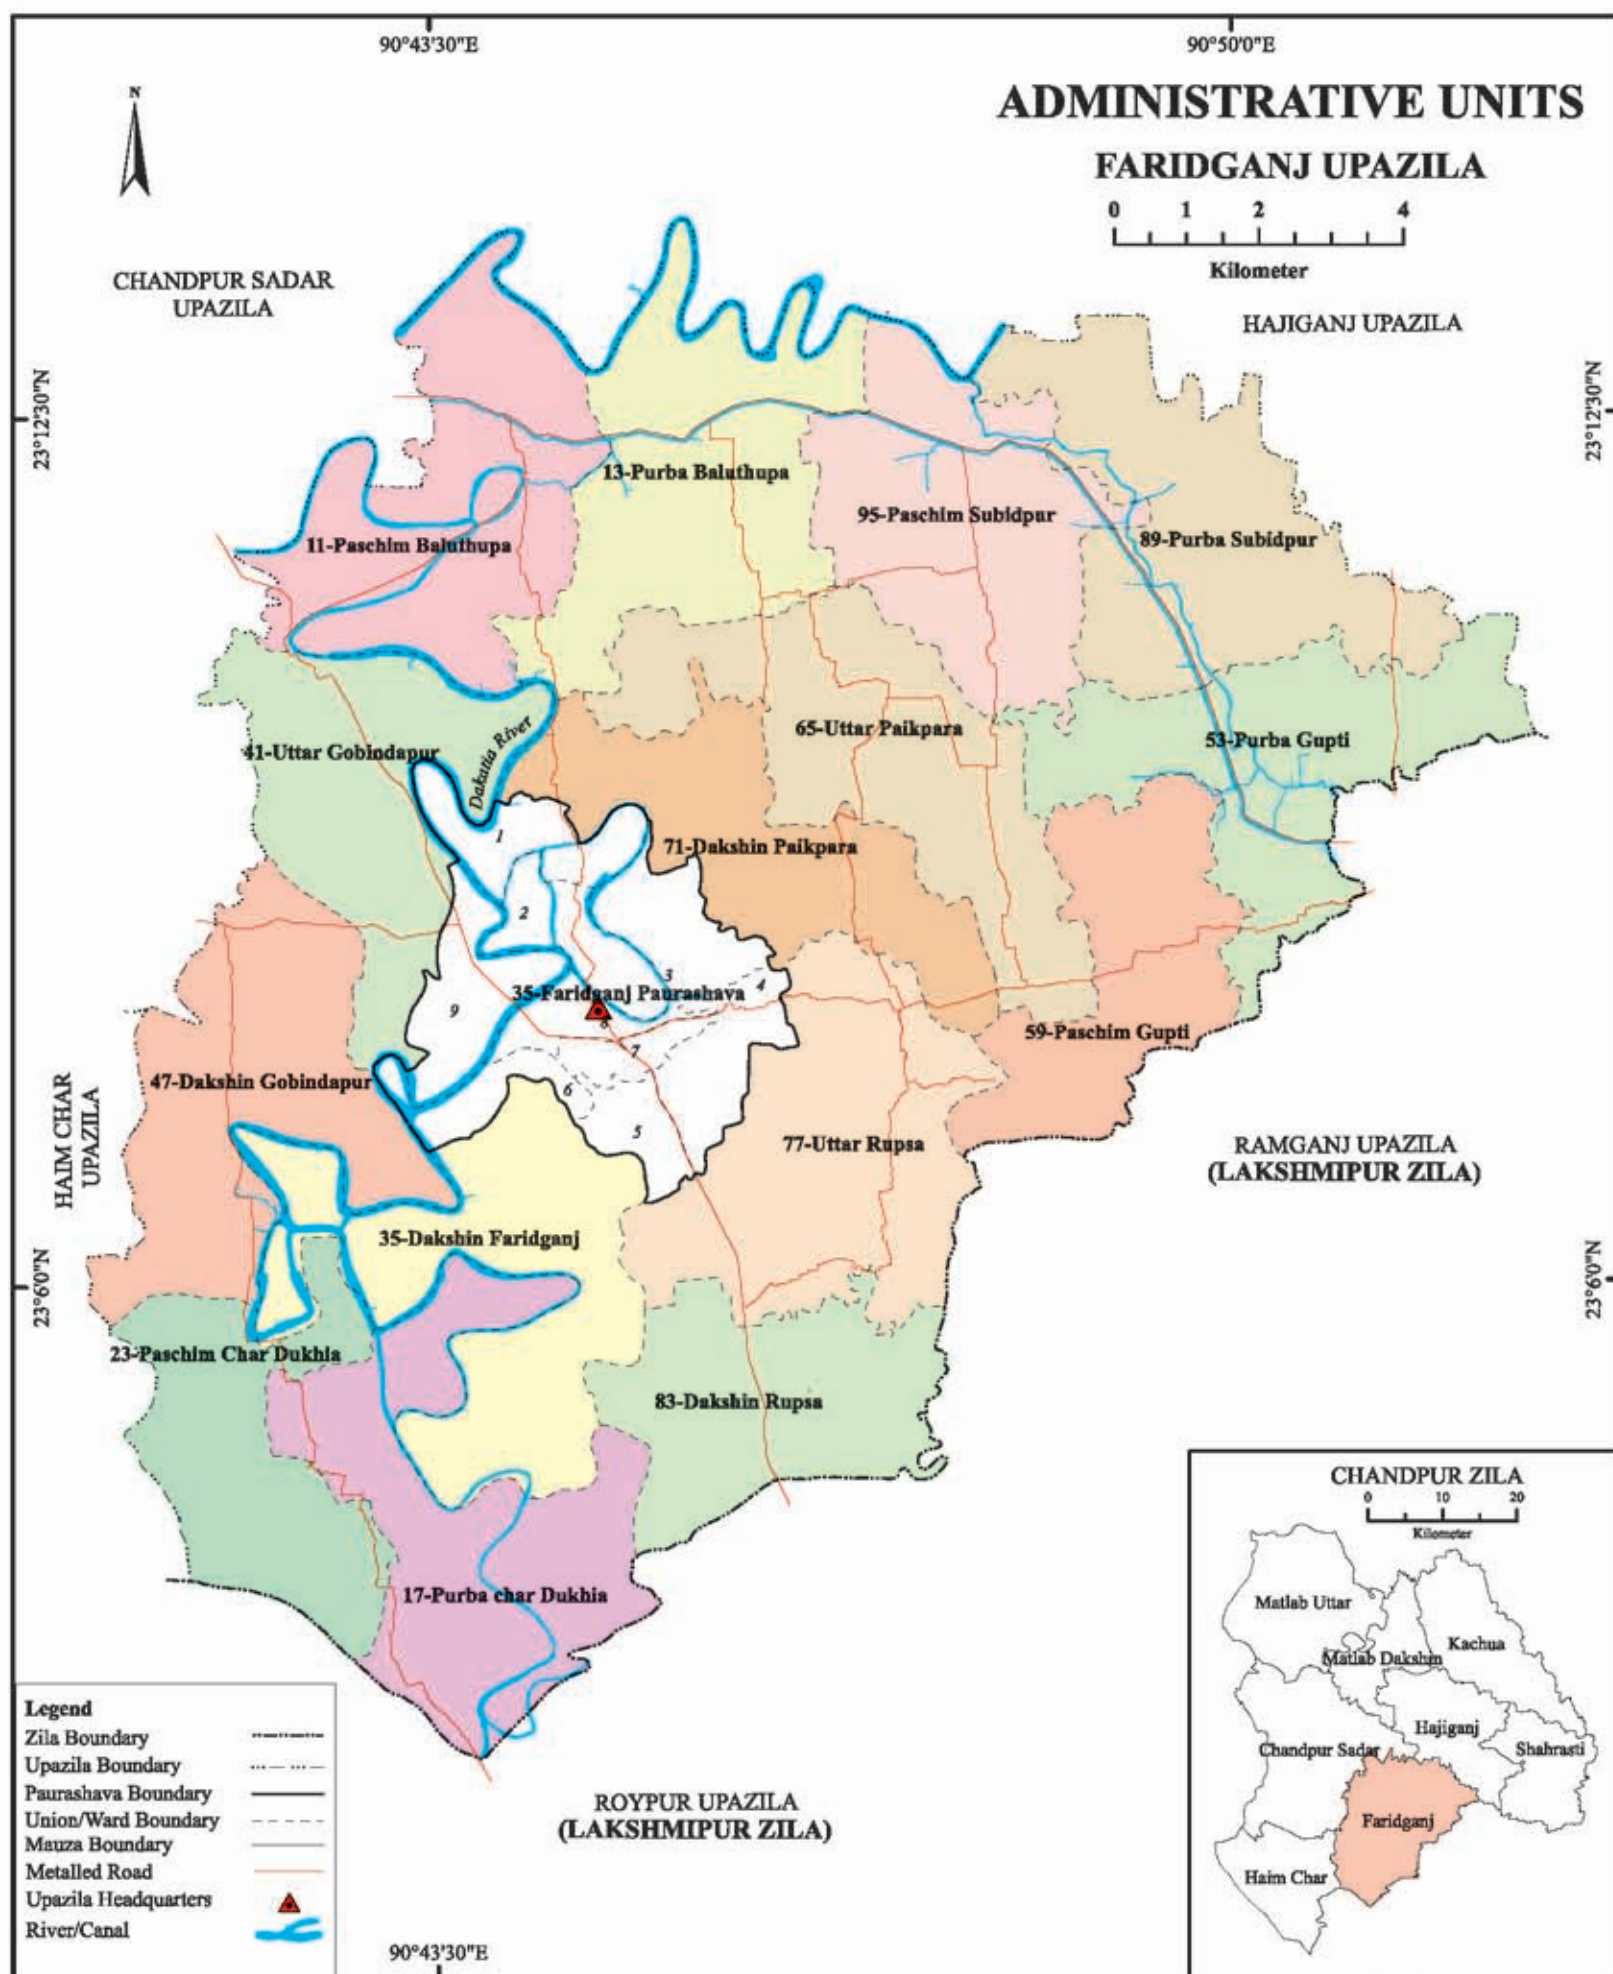 90°43'30"E
90°50'0"E
N
ADMINISTRATIVE UNITS
FARIDGANJ UPAZILA
0 1 2 4
Kilometer
CHANDPUR SADAR
UPAZILA
HAJIGANJ UPAZILA
23°12'30"N
23°12'30"N
13-Purba Baluthupa
95-Paschim Subidpur
11-Paschim Baluthupa
89-Purba Subidpur
65-Uttar Paikpara
53-Purba Gupti
41-Uttar Gobindapur
Dakatia River
1
71-Dakshin Paikpara
2
3
4
35-Faridganj Paurashava
9
8
7
59-Paschim Gupti
47-Dakshin Gobindapur
6
5
HAIM CHAR
UPAZILA
77-Uttar Rupsa
RAMGANJ UPAZILA
(LAKSHMIPUR ZILA)
35-Dakshin Faridganj
23°6'0"N
23°6'0"N
23-Paschim Char Dukhia
83-Dakshin Rupsa
17-Purba char Dukhia
ROYPUR UPAZILA
(LAKSHMIPUR ZILA)
Legend
Zila Boundary
Upazila Boundary
Paurashava Boundary
Union/Ward Boundary
Mauza Boundary
Metalled Road
Upazila Headquarters
River/Canal
90°43'30"E
CHANDPUR ZILA
0 10 20
Kilometer
Matlab Uttar
Kachua
Matlab Dakshin
Hajiganj
Chandpur Sadar
Shahrasti
Faridganj
Haim Char